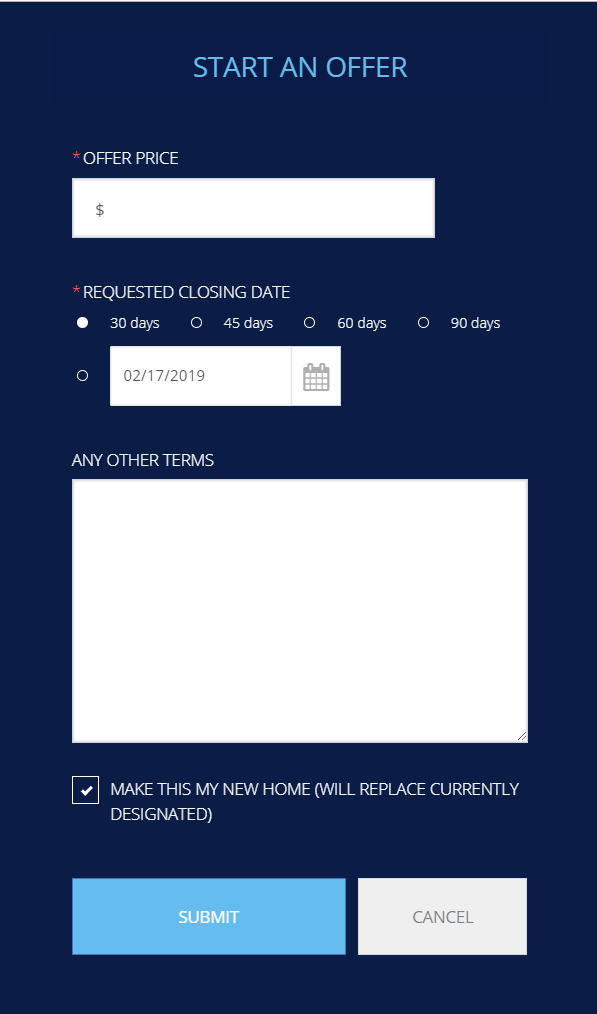 START AN OFFER
* OFFER PRICE
$
* REQUESTED CLOSING DATE
30 days 45 days 60 days 90 days
02/17/2019
ANY OTHER TERMS
MAKE THIS MY NEW HOME (WILL REPLACE CURRENTLY
DESIGNATED)
SUBMIT CANCEL